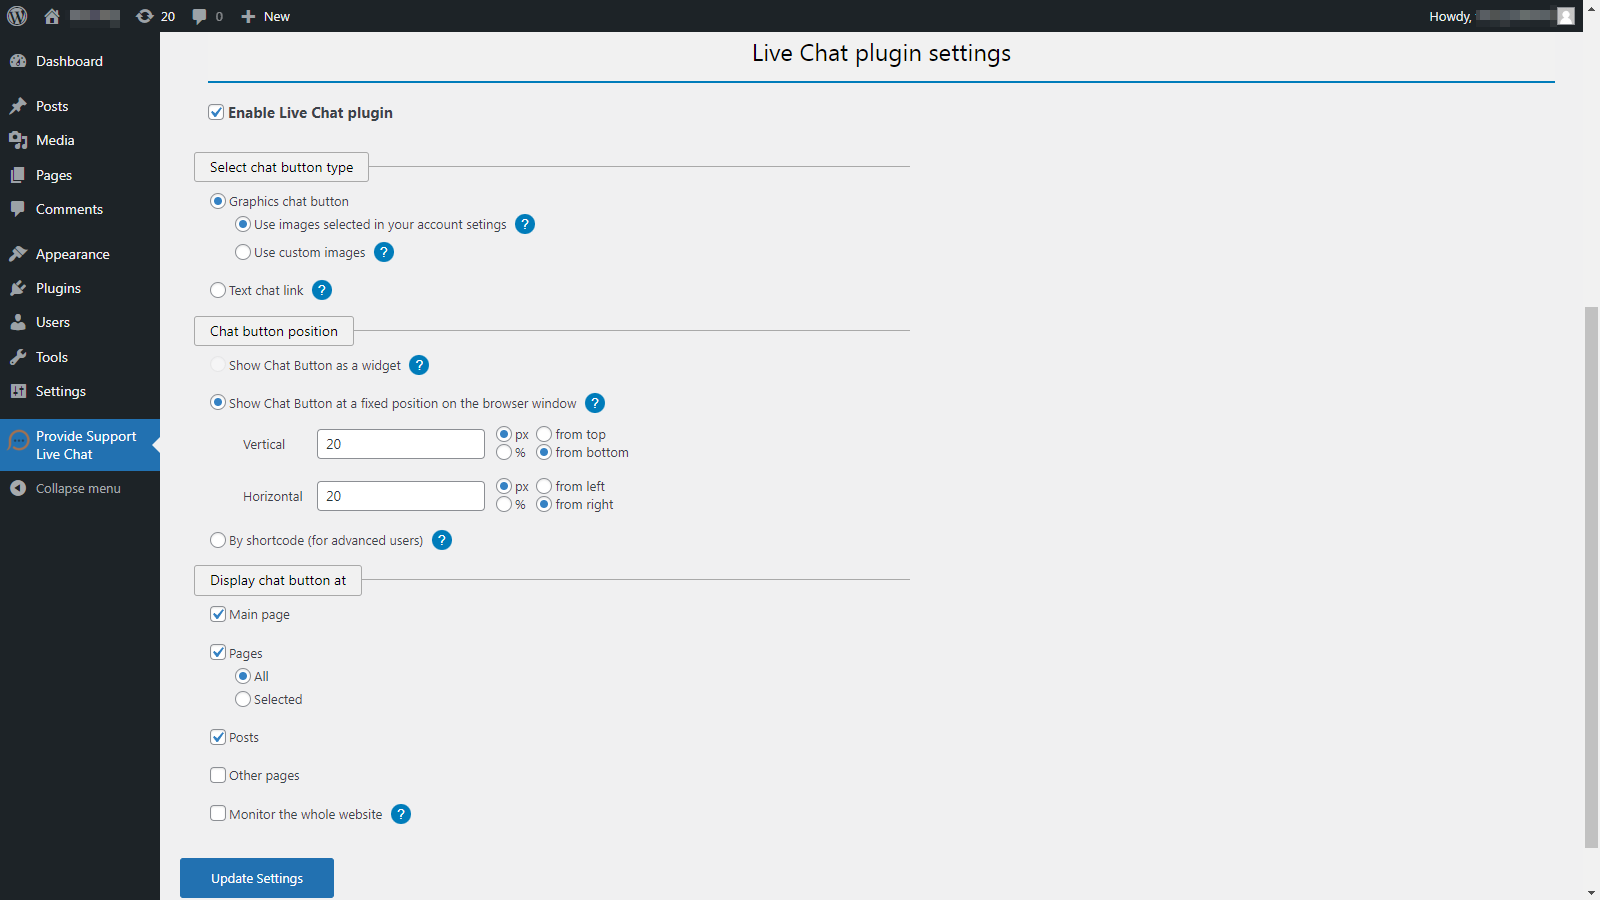 20 0 New
Howdy,
Dashboard
Posts
Media
Pages
Comments
Appearance
Plugins
Users
Tools
Settings
Provide Support
Live Chat
Collapse menu
Live Chat plugin settings
Enable Live Chat plugin
Select chat button type
Graphics chat button
Use images selected in your account setings ?
Use custom images ?
Text chat link ?
Chat button position
Show Chat Button as a widget ?
Show Chat Button at a fixed position on the browser window ?
Vertical 20 px from top
% from bottom
Horizontal 20 px from left
% from right
By shortcode (for advanced users) ?
Display chat button at
Main page
Pages
All
Selected
Posts
Other pages
Monitor the whole website ?
Update Settings